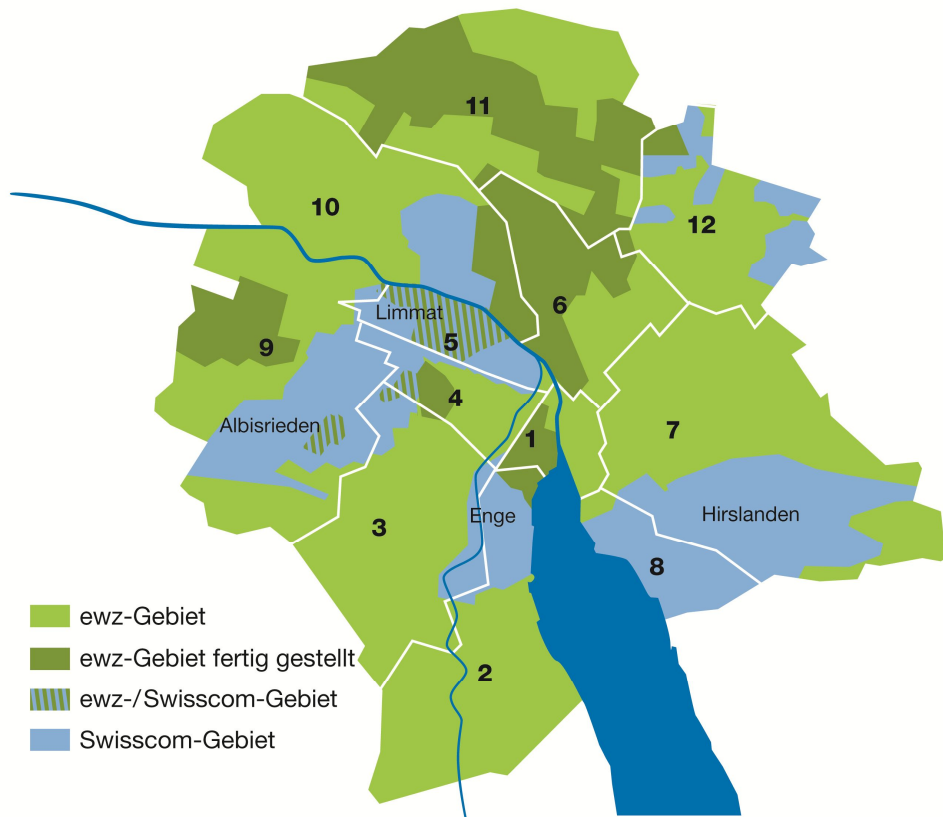 11
10
12
6
Limmat
5
9
4
Albisrieden
1
7
Enge
Hirslanden
3
8
2
ewz-Gebiet
ewz-Gebiet fertig gestellt
ewz-/Swisscom-Gebiet
Swisscom-Gebiet